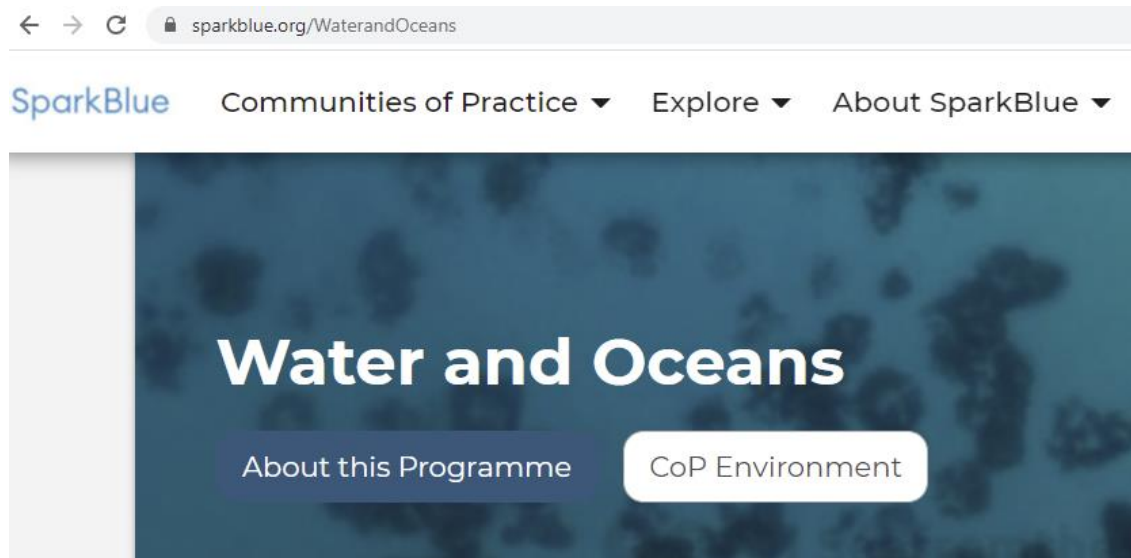 sparkblue.org/WaterandOceans
SparkBlue Communities of Practice Explore About SparkBlue
Water and Oceans
About this Programme CoP Environment